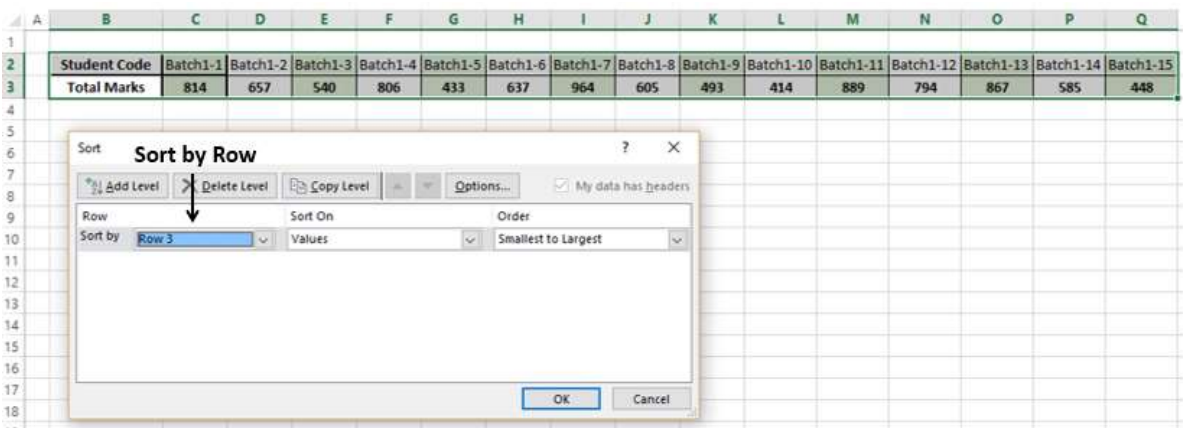 A B C D E F G H I J K L M N O P Q
1
2 Student Code Batch1-1 Batch1-2 Batch1-3 Batch1-4 Batch1-5 Batch1-6 Batch1-7 Batch1-8 Batch1-9 Batch1-10 Batch1-11 Batch1-12 Batch1-13 Batch1-14 Batch1-15
3 Total Marks 814 657 540 806 433 637 964 605 493 414 889 794 867 585 448
4
5
6 Sort Sort by Row ? ×
7
8 Add Level Delete Level Copy Level Options... My data has headers
9 Row Sort On Order
10 Sort by Row 3 Values Smallest to Largest
11
12
13
14
15
16
17 OK Cancel
18